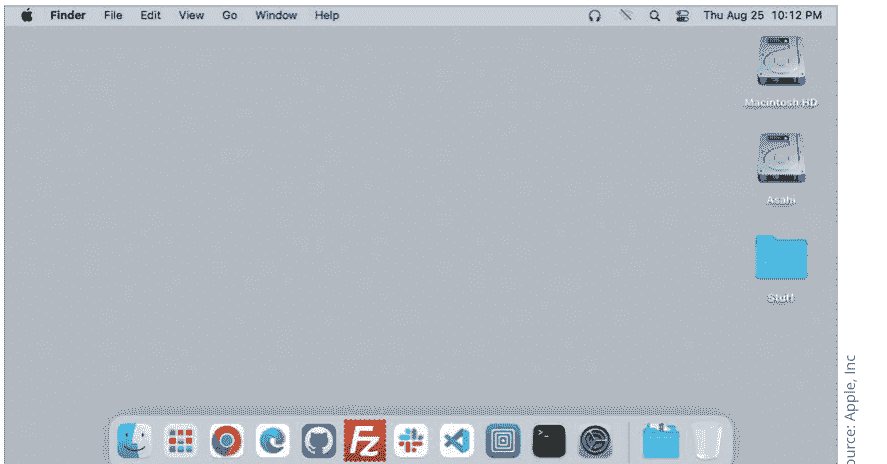 Finder File Edit View Go Window Help Thu Aug 25 10:12 PM
Macintosh HD
Asahi
Stuff
Fz
>_
ource: Apple, Inc